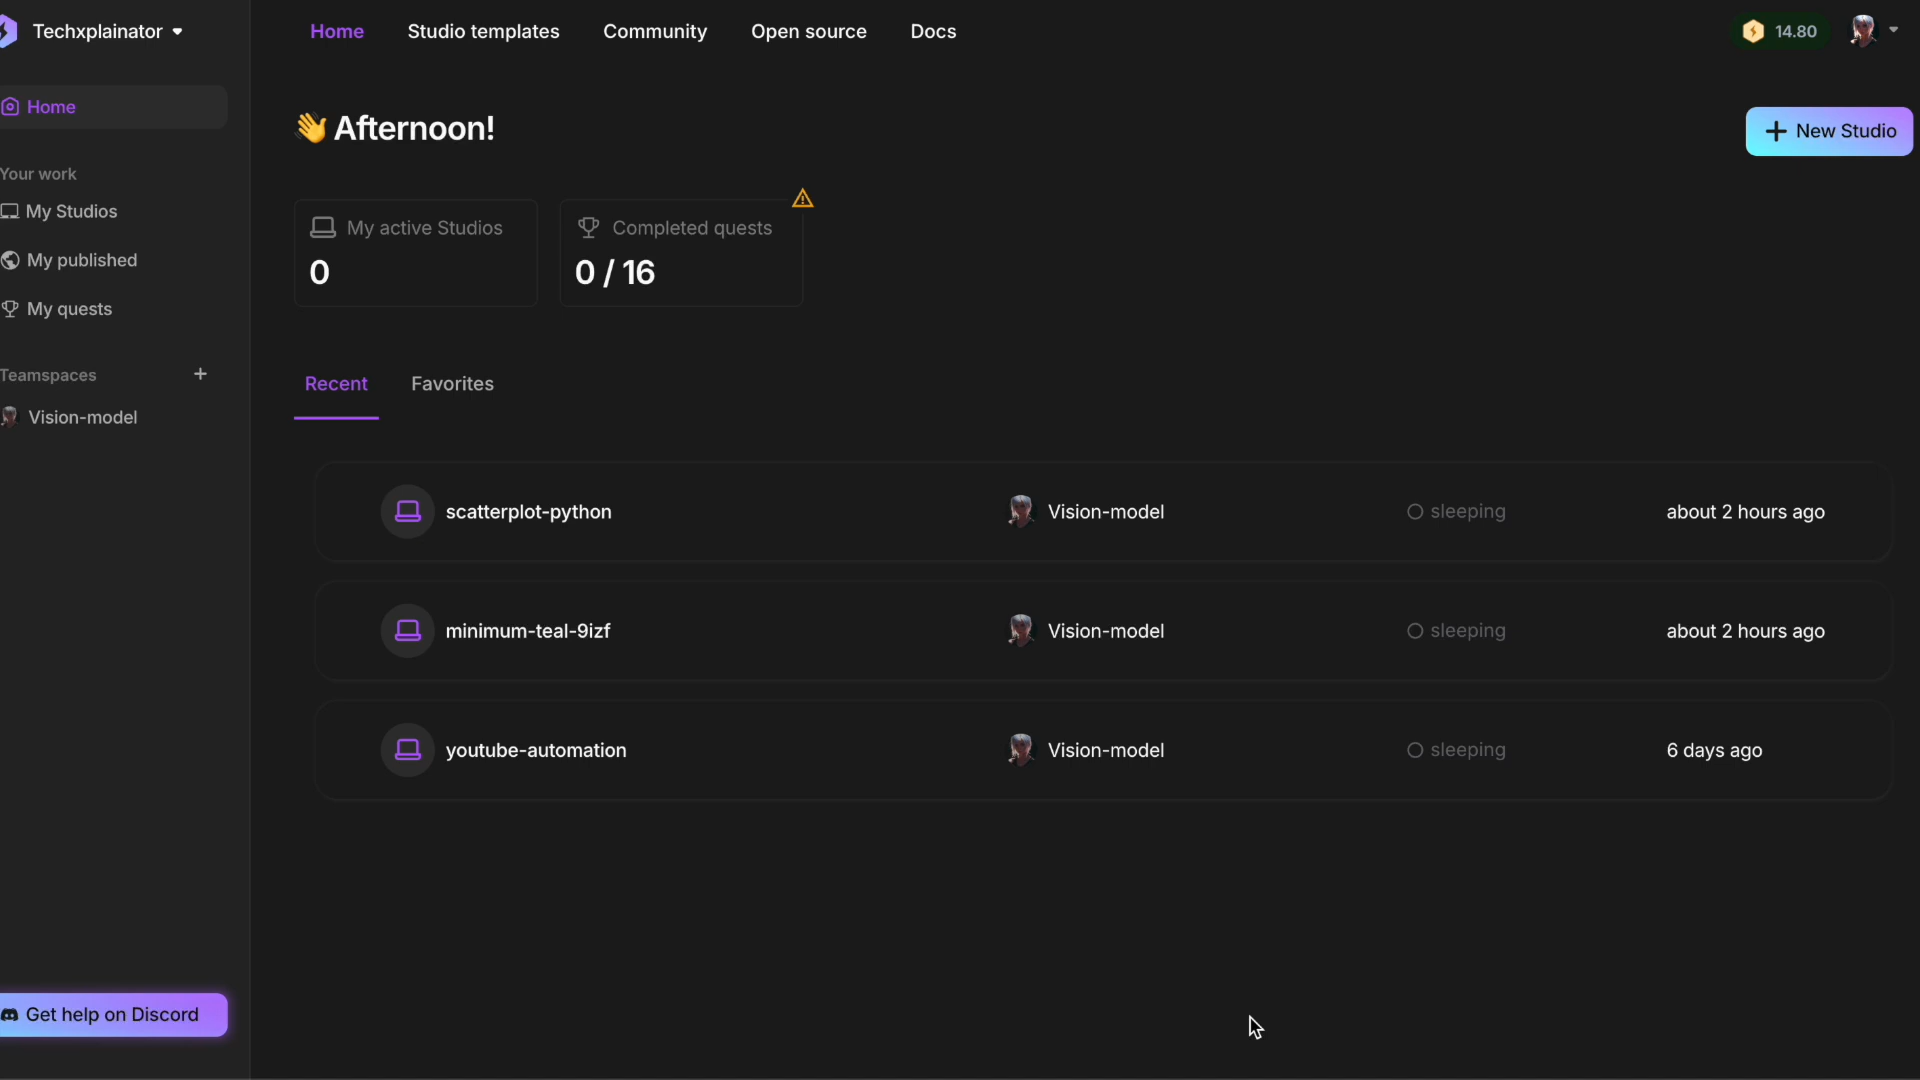 Techxplainator
Home
Studio templates
Community
Open source
Docs
14.80
Home
Your work
My Studios
My published
My quests
Teamspaces
Vision-model
Get help on Discord
Afternoon!
New Studio
My active Studios
0
Completed quests
0 / 16
Recent
Favorites
scatterplot-python Vision-model sleeping about 2 hours ago
minimum-teal-9izf Vision-model sleeping about 2 hours ago
youtube-automation Vision-model sleeping 6 days ago